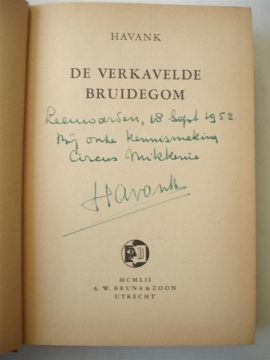 HAVANK
DE VERKAVELDE
BRUIDEGOM
Leeuwarden, 18 Sept 1952
Bij onze kennismaking
Circus Mikkenie
Havank
MCMLII
A. W. BRUNA & ZOON
UTRECHT